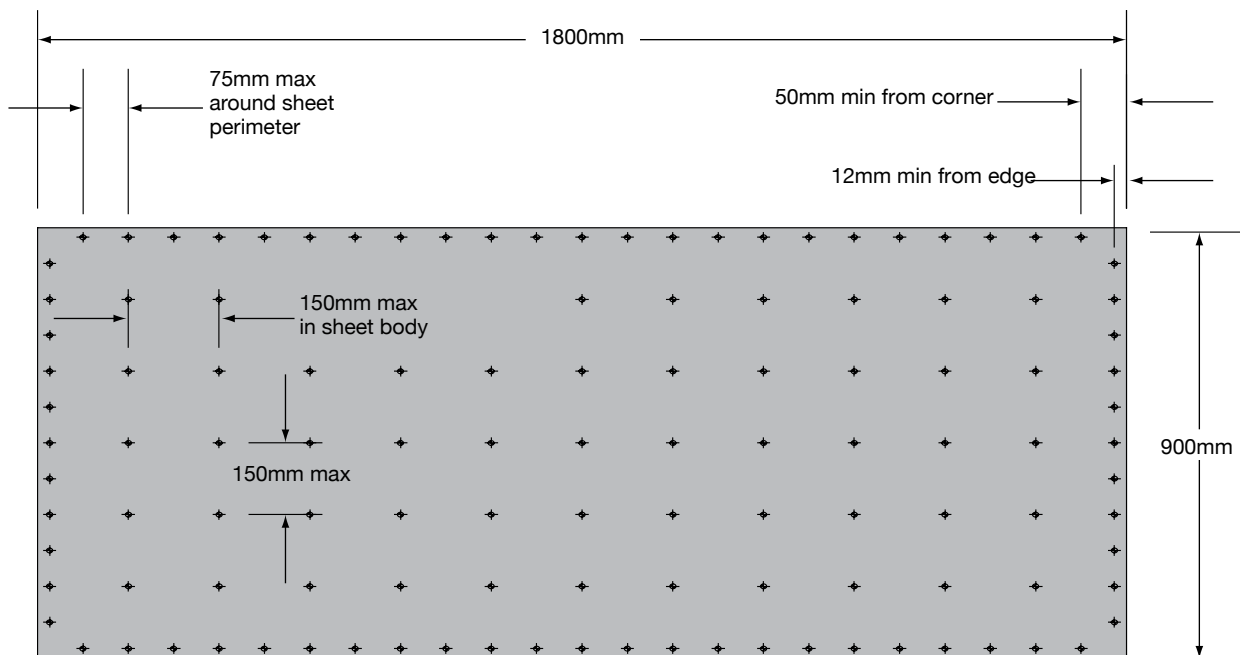 1800mm
75mm max
around sheet
perimeter
50mm min from corner
12mm min from edge
150mm max
in sheet body
150mm max
900mm